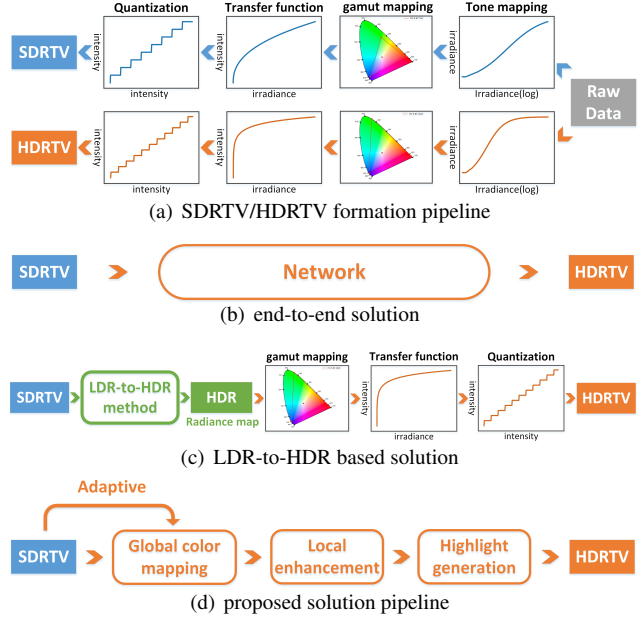 Quantization Transfer function gamut mapping Tone mapping
SDRTV
intensity
intensity
intensity
irradiance
irradiance
Irradiance(log)
Raw
Data
HDRTV
intensity
intensity
intensity
irradiance
irradiance
Irradiance(log)
(a) SDRTV/HDRTV formation pipeline
SDRTV Network HDRTV
(b) end-to-end solution
gamut mapping Transfer function Quantization
SDRTV
LDR-to-HDR
method
HDR
Radiance map
intensity
irradiance
intensity
intensity
HDRTV
(c) LDR-to-HDR based solution
Adaptive
SDRTV
Global color
mapping
Local
enhancement
Highlight
generation
HDRTV
(d) proposed solution pipeline